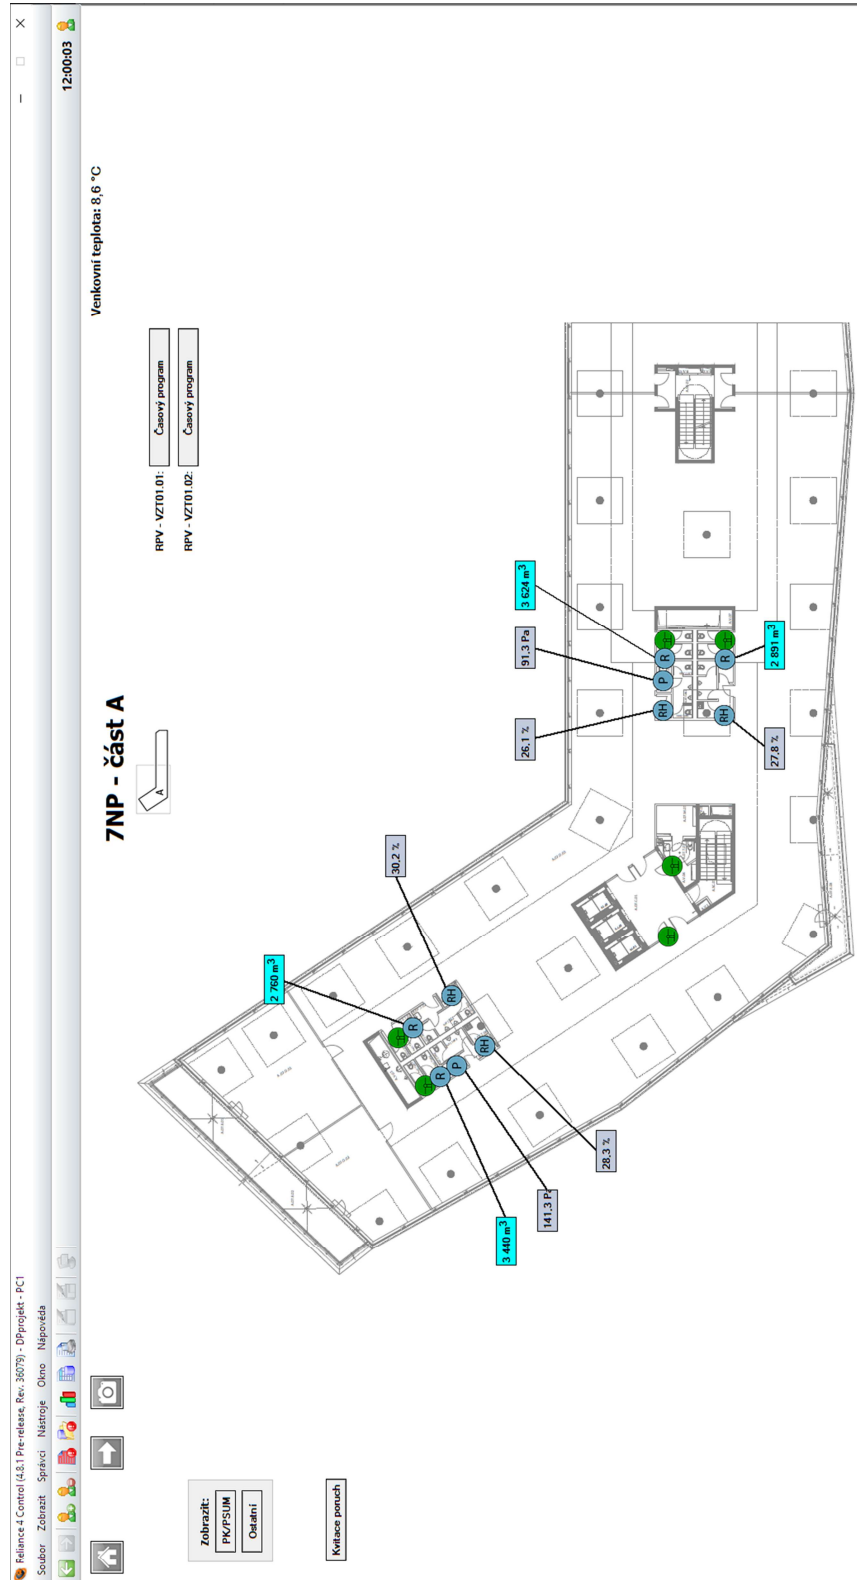 Reliance 4 Control (4.8.1 Pre-release, Rev. 36079) - DPprojekt - PC1
Soubor Zobrazit Správci Nástroje Okno Nápověda
12:00:03
Venkovní teplota: 8,6 °C
7NP - část A
A
RPV - VZT01.01: Časový program
RPV - VZT01.02: Časový program
Zobrazit:
PK/PSUM
Ostatní
Kvitace poruch
2 760 m3
30,2 %
3 440 m3
141,3 Pa
28,3 %
26,1 %
91,3 Pa
3 624 m3
27,8 %
2 891 m3
R
RH
R
P
RH
RH
P
R
RH
R